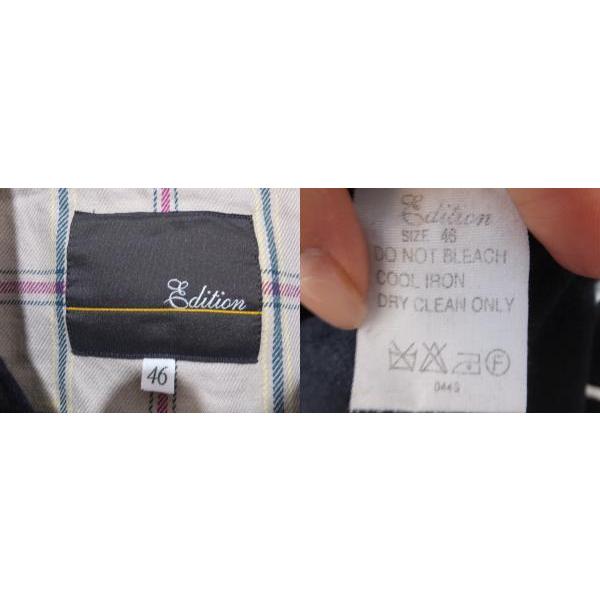 Edition
46
Edition
SIZE 46
DO NOT BLEACH
COOL IRON
DRY CLEAN ONLY
F